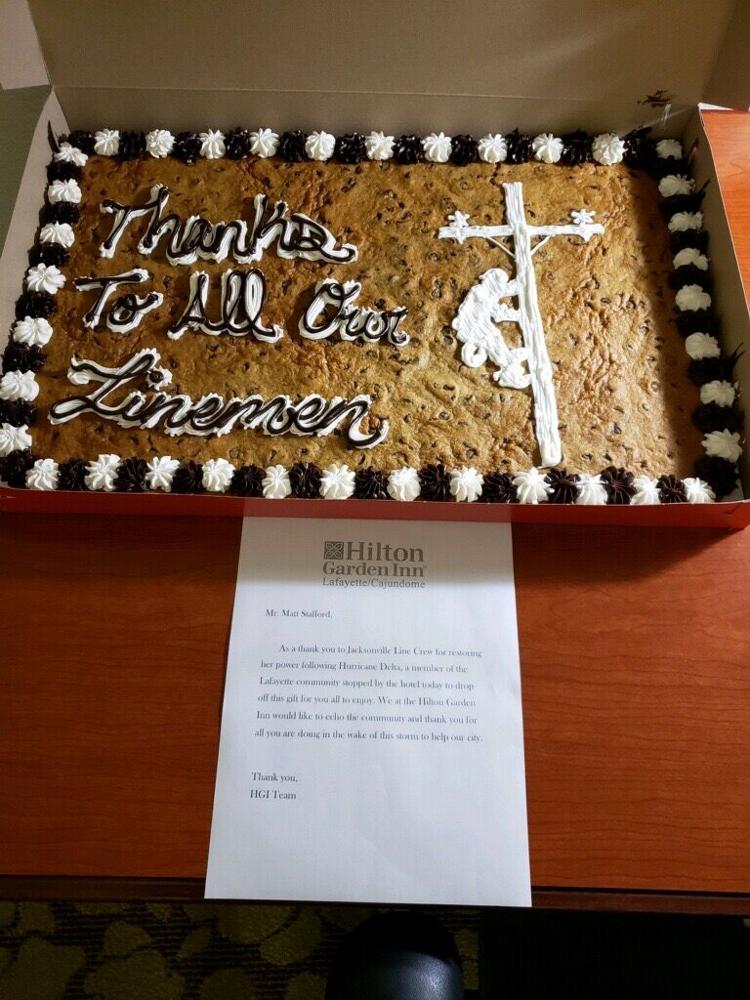 Thanks
To All Our
Linemen
Hilton
Garden Inn
Lafayette/Cajundome
Mr. Matt Stafford,
As a thank you to Jacksonville Line Crew for restoring
her power following Hurricane Delta, a member of the
Lafayette community stopped by the hotel today to drop
off this gift for you all to enjoy. We at the Hilton Garden
Inn would like to echo the community and thank you for
all you are doing in the wake of this storm to help our city.
Thank you,
HGI Team